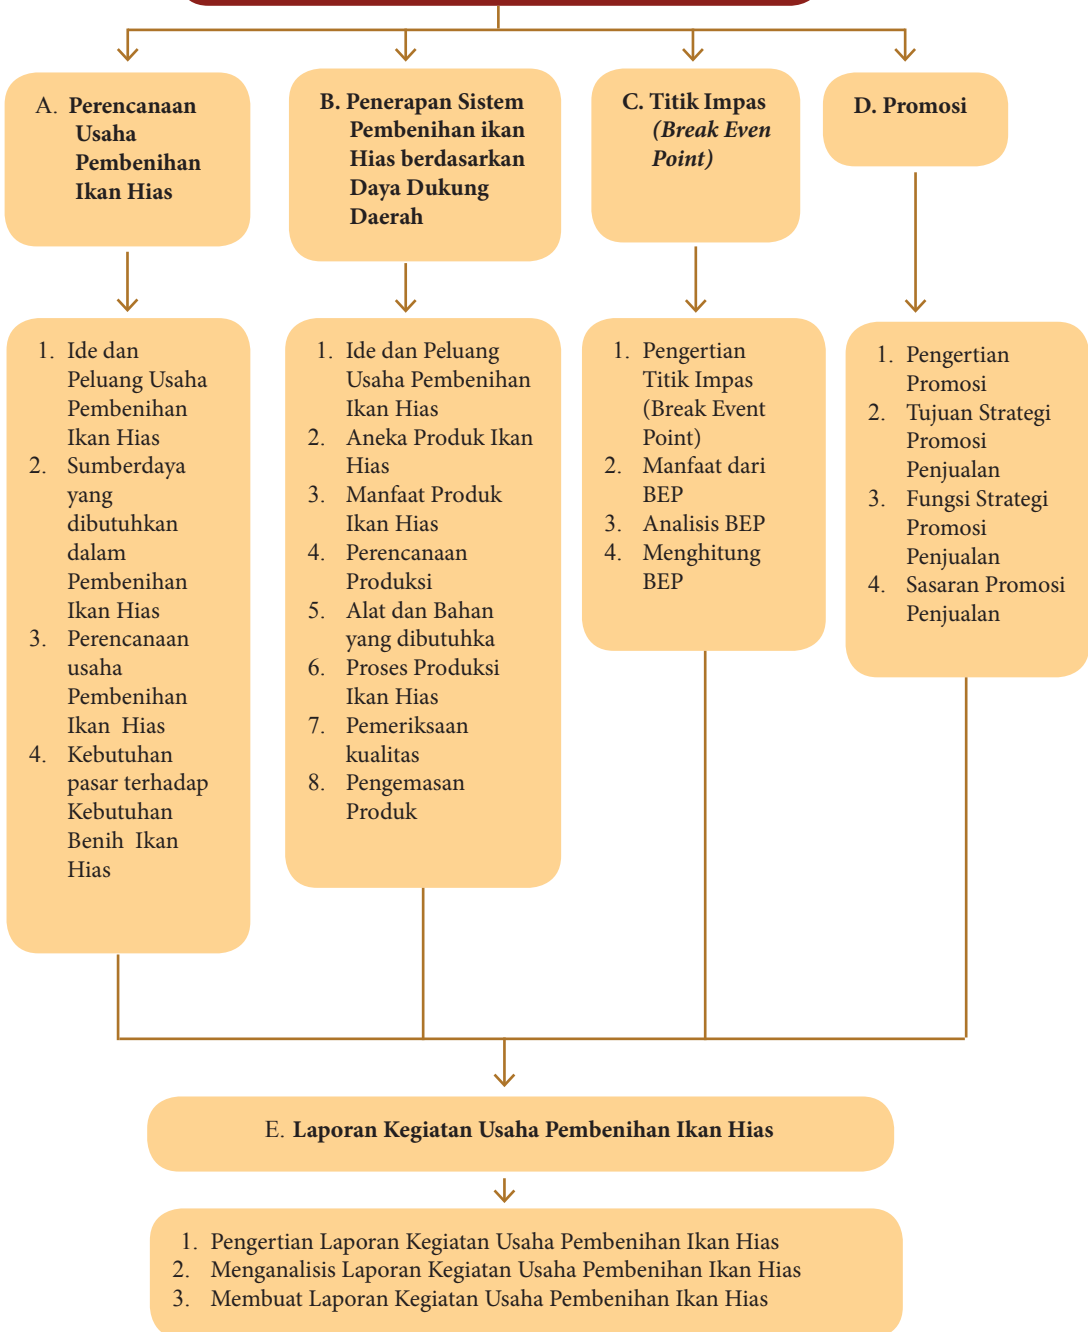 A. Perencanaan
Usaha
Pembenihan
Ikan Hias
B. Penerapan Sistem
Pembenihan ikan
Hias berdasarkan
Daya Dukung
Daerah
C. Titik Impas
(Break Even
Point)
D. Promosi
1. Ide dan
Peluang Usaha
Pembenihan
Ikan Hias
2. Sumberdaya
yang
dibutuhkan
dalam
Pembenihan
Ikan Hias
3. Perencanaan
usaha
Pembenihan
Ikan Hias
4. Kebutuhan
pasar terhadap
Kebutuhan
Benih Ikan
Hias
1. Ide dan Peluang
Usaha Pembenihan
Ikan Hias
2. Aneka Produk Ikan
Hias
3. Manfaat Produk
Ikan Hias
4. Perencanaan
Produksi
5. Alat dan Bahan
yang dibutuhka
6. Proses Produksi
Ikan Hias
7. Pemeriksaan
kualitas
8. Pengemasan
Produk
1. Pengertian
Titik Impas
(Break Event
Point)
2. Manfaat dari
BEP
3. Analisis BEP
4. Menghitung
BEP
1. Pengertian
Promosi
2. Tujuan Strategi
Promosi
Penjualan
3. Fungsi Strategi
Promosi
Penjualan
4. Sasaran Promosi
Penjualan
E. Laporan Kegiatan Usaha Pembenihan Ikan Hias
1. Pengertian Laporan Kegiatan Usaha Pembenihan Ikan Hias
2. Menganalisis Laporan Kegiatan Usaha Pembenihan Ikan Hias
3. Membuat Laporan Kegiatan Usaha Pembenihan Ikan Hias